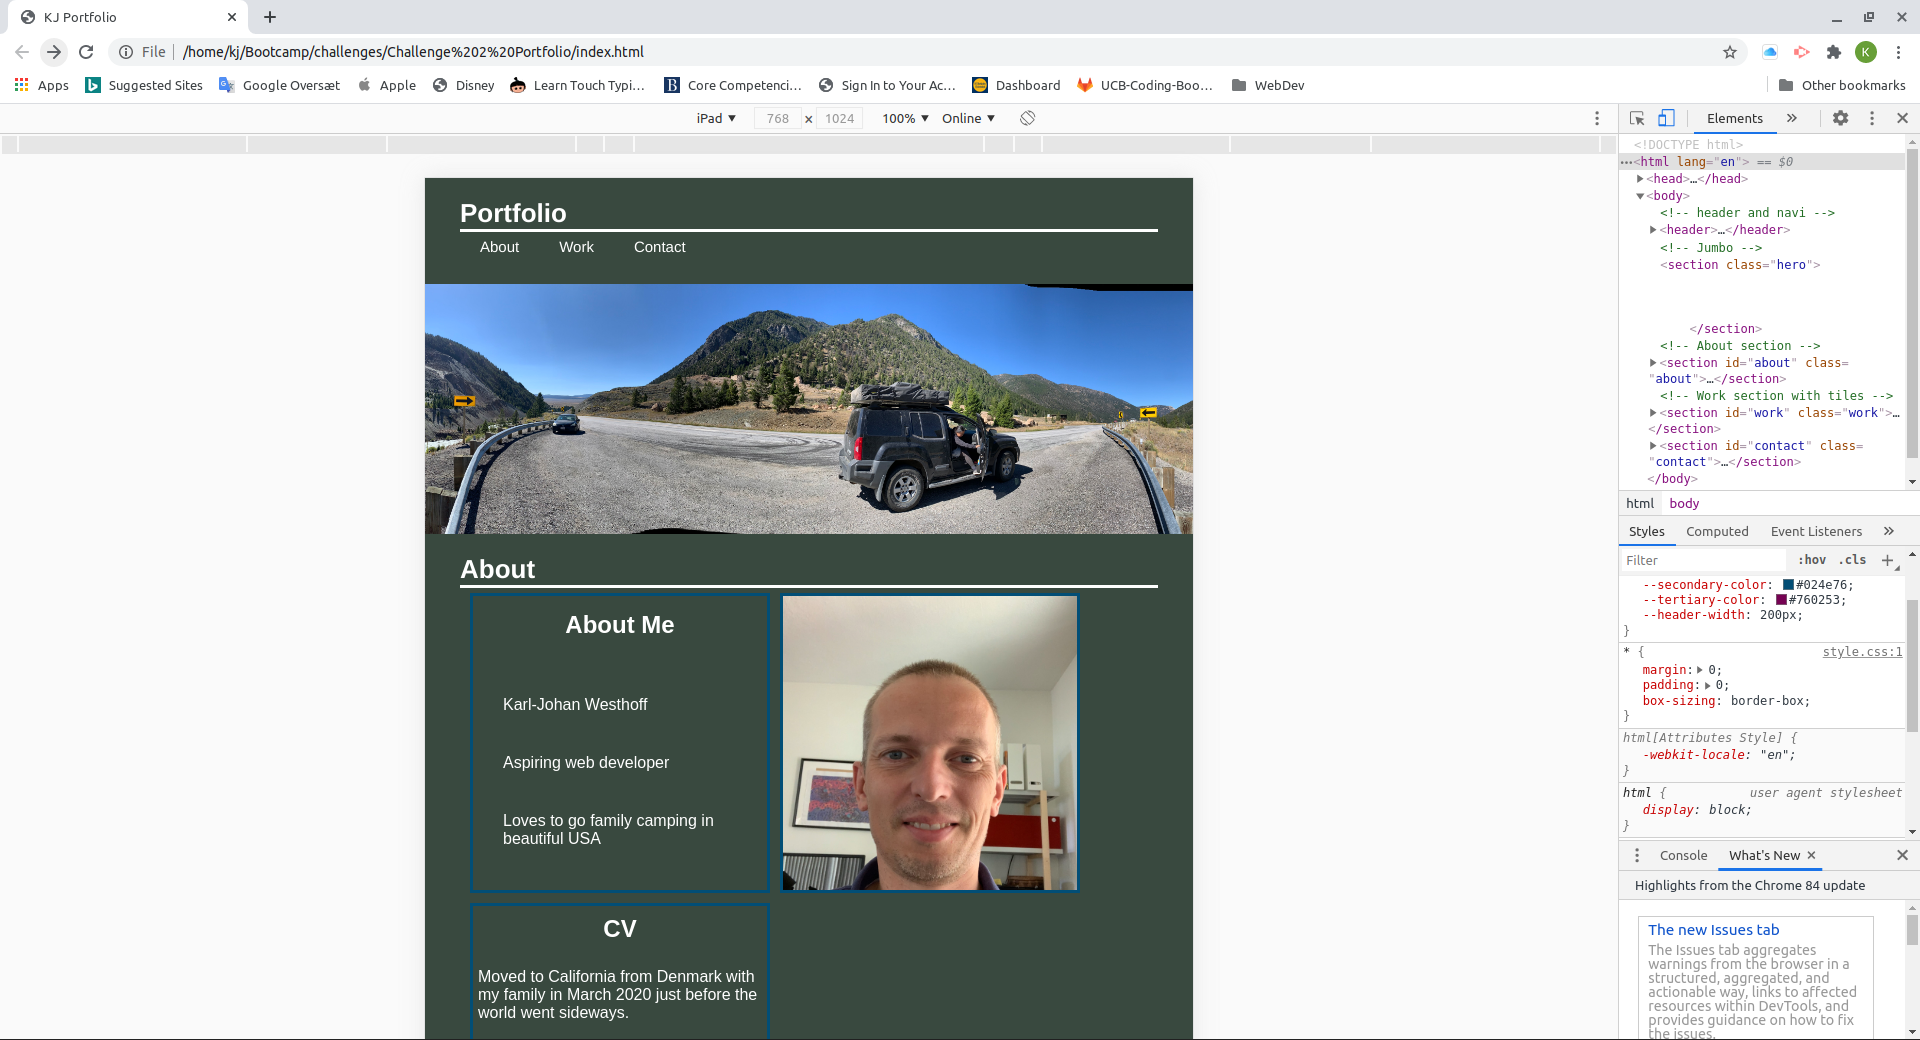 KJ Portfolio
File /home/kj/Bootcamp/challenges/Challenge%202%20Portfolio/index.html
K
Apps Suggested Sites Google Oversæt Apple Disney Learn Touch Typi... Core Competenci... Sign In to Your Ac... Dashboard UCB-Coding-Boo... WebDev Other bookmarks
iPad 768 × 1024 100% Online
Portfolio
About Work Contact
About
About Me
Karl-Johan Westhoff
Aspiring web developer
Loves to go family camping in
beautiful USA
CV
Moved to California from Denmark with
my family in March 2020 just before the
world went sideways.
Elements
<!DOCTYPE html>
<html lang="en"> == $0
<head>…</head>
<body>
<!-- header and navi -->
<header>…</header>
<!-- Jumbo -->
<section class="hero">
</section>
<!-- About section -->
<section id="about" class=
"about">…</section>
<!-- Work section with tiles -->
<section id="work" class="work">…
</section>
<section id="contact" class=
"contact">…</section>
</body>
html body
Styles Computed Event Listeners
Filter :hov .cls
--secondary-color: #024e76;
--tertiary-color: #760253;
--header-width: 200px;
}
* { style.css:1
margin: 0;
padding: 0;
box-sizing: border-box;
}
html[Attributes Style] {
-webkit-locale: "en";
}
html { user agent stylesheet
display: block;
}
Console What's New
Highlights from the Chrome 84 update
The new Issues tab
The Issues tab aggregates
warnings from the browser in a
structured, aggregated, and
actionable way, links to affected
resources within DevTools, and
provides guidance on how to fix
the issues.